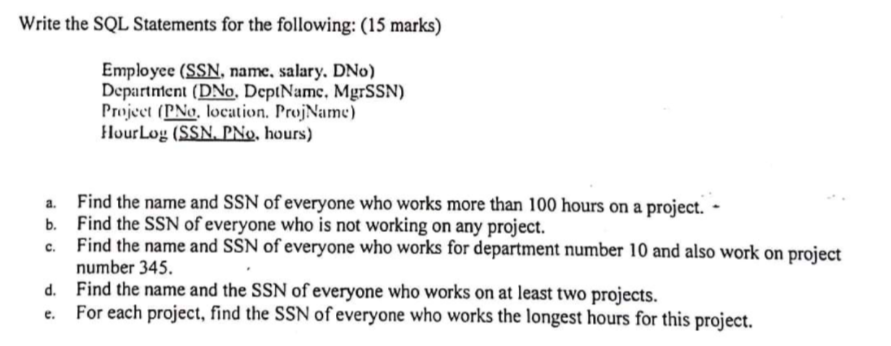 Write the SQL Statements for the following: (15 marks)
Employee (SSN, name, salary, DNo)
Department (DNo, DeptName, MgrSSN)
Project (PNo, location, ProjName)
HourLog (SSN, PNo, hours)
a. Find the name and SSN of everyone who works more than 100 hours on a project.
b. Find the SSN of everyone who is not working on any project.
c. Find the name and SSN of everyone who works for department number 10 and also work on project
number 345.
d. Find the name and the SSN of everyone who works on at least two projects.
e. For each project, find the SSN of everyone who works the longest hours for this project.